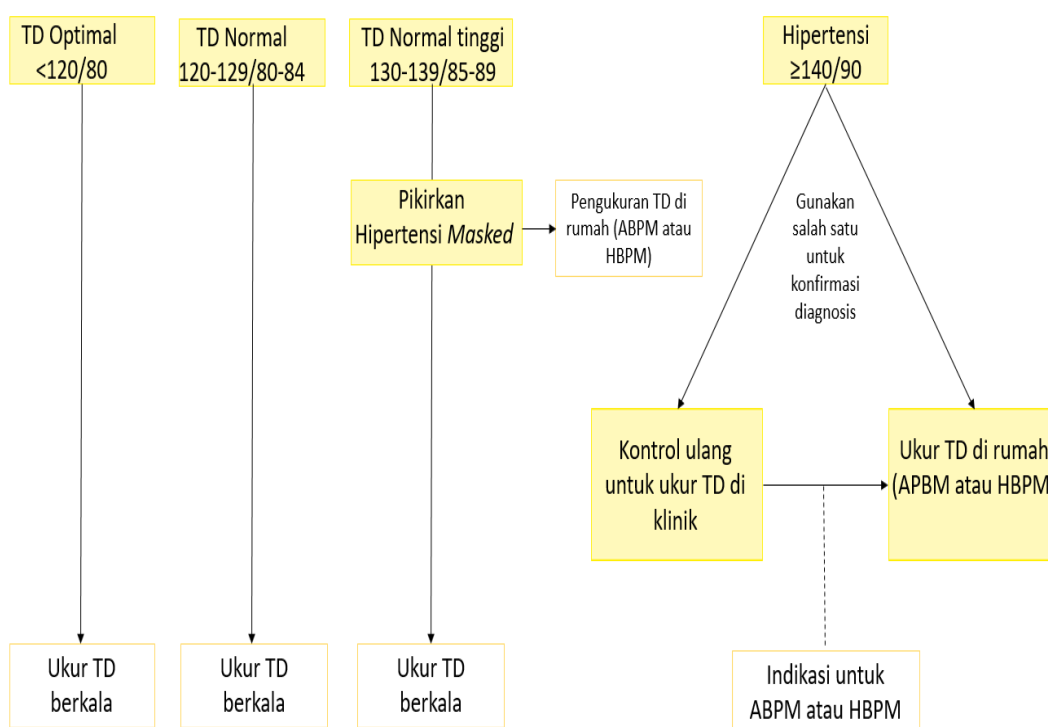 TD Optimal
<120/80
TD Normal
120-129/80-84
TD Normal tinggi
130-139/85-89
Hipertensi
≥140/90
Pikirkan
Hipertensi Masked
Pengukuran TD di
rumah (ABPM atau
HBPM)
Gunakan
salah satu
untuk
konfirmasi
diagnosis
Kontrol ulang
untuk ukur TD di
klinik
Ukur TD di rumah
(APBM atau HBPM
Ukur TD
berkala
Ukur TD
berkala
Ukur TD
berkala
Indikasi untuk
ABPM atau HBPM